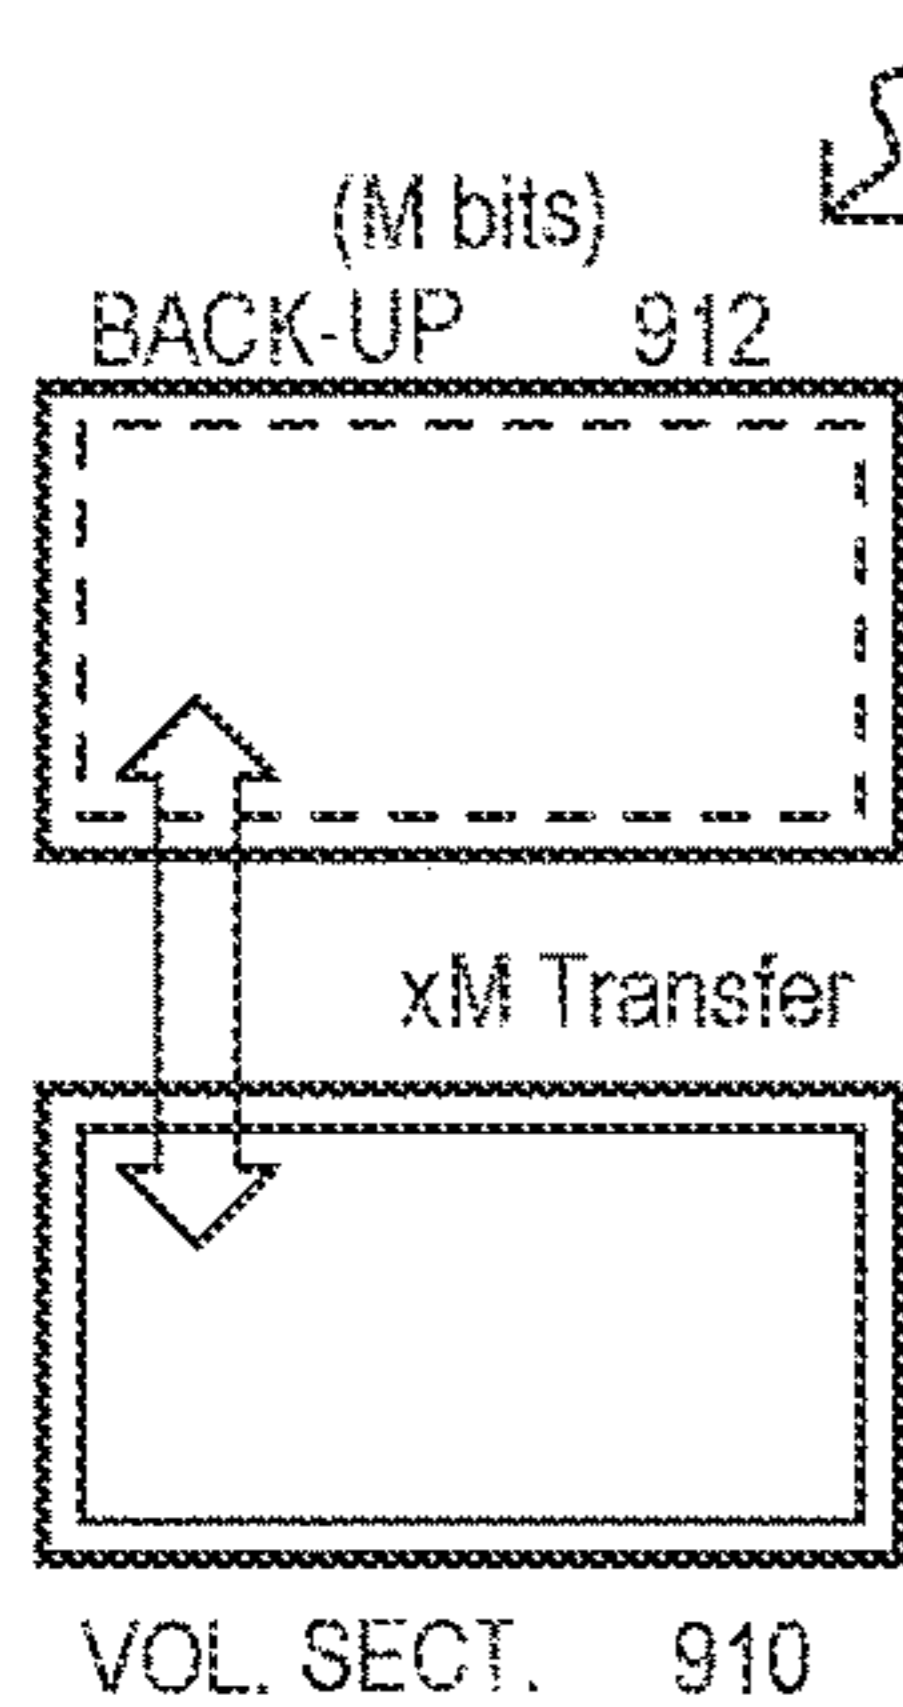 (M bits)
BACK-UP 912
xM Transfer
VOL. SECT. 910